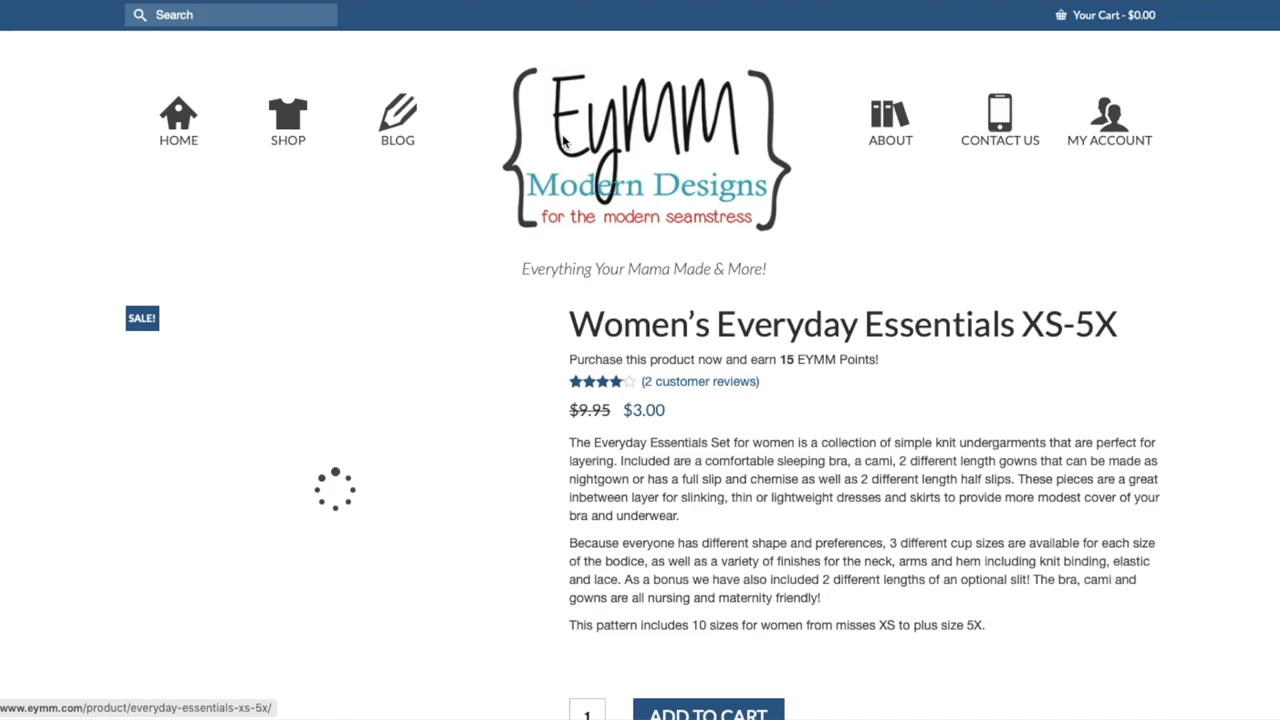 Search
Your Cart - $0.00
HOME
SHOP
BLOG
{EYMM}
Modern Designs
for the modern seamstress
ABOUT
CONTACT US
MY ACCOUNT
Everything Your Mama Made & More!
SALE!
Women's Everyday Essentials XS-5X
Purchase this product now and earn 15 EYMM Points!
(2 customer reviews)
$9.95 $3.00
The Everyday Essentials Set for women is a collection of simple knit undergarments that are perfect for
layering. Included are a comfortable sleeping bra, a cami, 2 different length gowns that can be made as
nightgown or has a full slip and chemise as well as 2 different length half slips. These pieces are a great
inbetween layer for slinking, thin or lightweight dresses and skirts to provide more modest cover of your
bra and underwear.
Because everyone has different shape and preferences, 3 different cup sizes are available for each size
of the bodice, as well as a variety of finishes for the neck, arms and hem including knit binding, elastic
and lace. As a bonus we have also included 2 different lengths of an optional slit! The bra, cami and
gowns are all nursing and maternity friendly!
This pattern includes 10 sizes for women from misses XS to plus size 5X.
1
ADD TO CART
www.eymm.com/product/everyday-essentials-xs-5x/